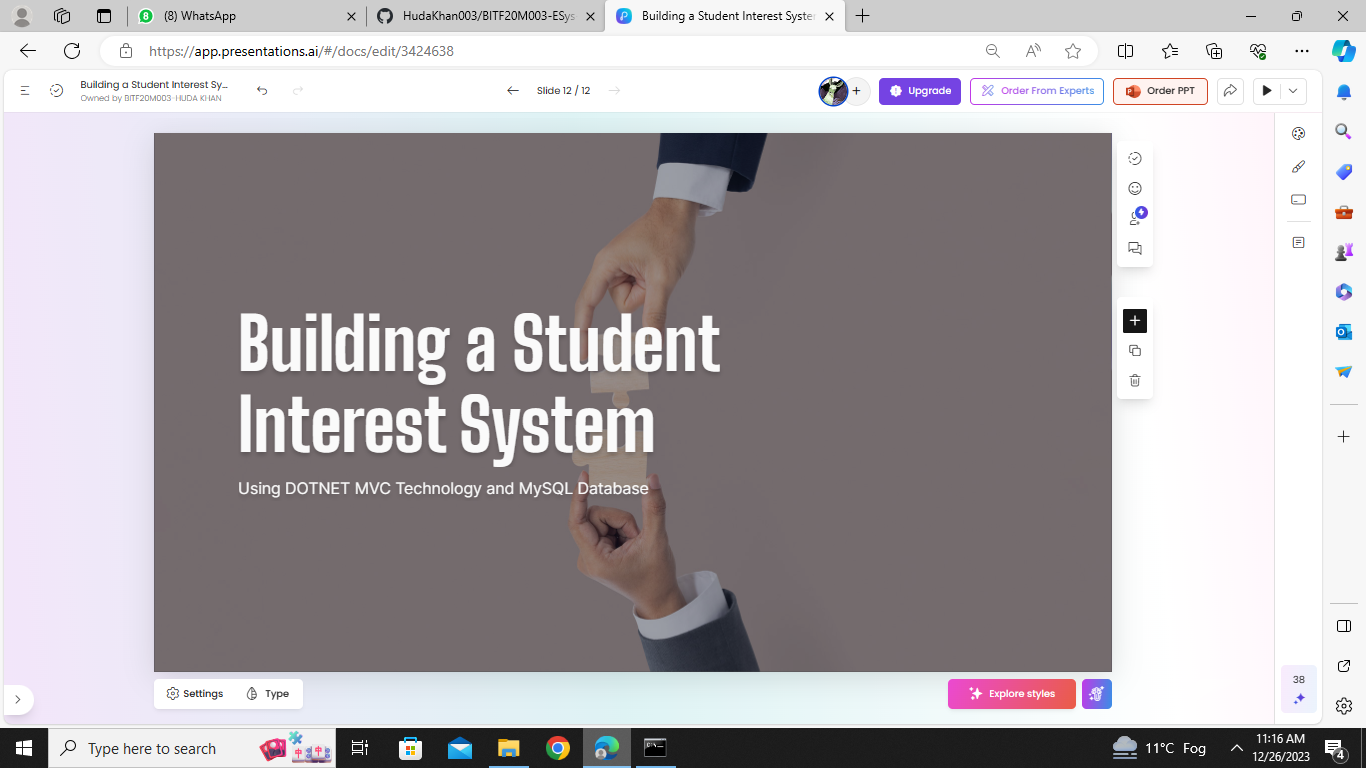 (8) WhatsApp
HudaKhan003/BITF20M003-ESys
Building a Student Interest Syster
https://app.presentations.ai/#/docs/edit/3424638
Building a Student Interest Sy...
Owned by BITF20M003-HUDA KHAN
Slide 12 / 12
Upgrade
Order From Experts
Order PPT
Building a Student
Interest System
Using DOTNET MVC Technology and MySQL Database
Settings
Type
Explore styles
38
Type here to search
11°C Fog
11:16 AM
12/26/2023
4